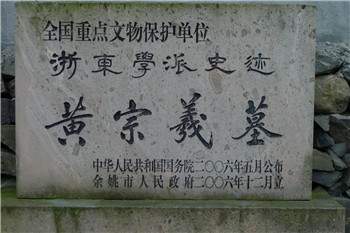 全国重点文物保护单位
浙東學派史迹
黄宗羲墓
中华人民共和国国务院二〇〇六年五月公布
余姚市人民政府二〇〇六年十二月立